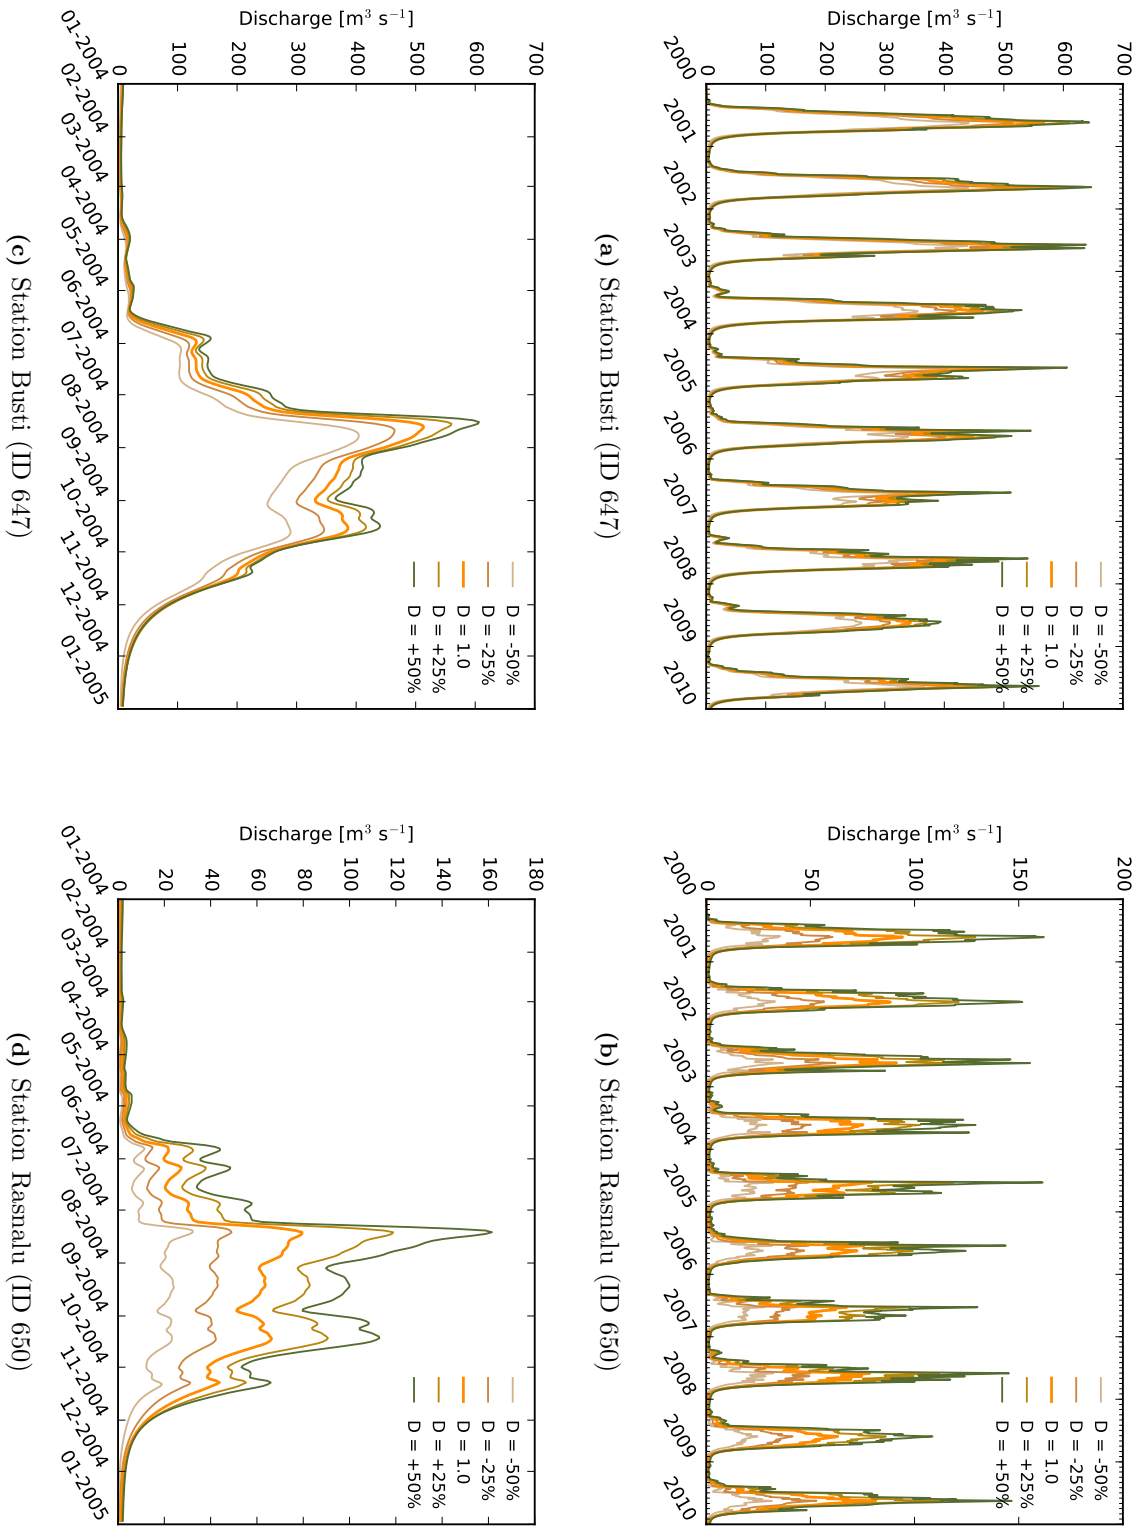 Discharge [m³ s⁻¹]
700
600
500
400
300
200
100
0
2000
2001
2002
2003
2004
2005
2006
2007
2008
2009
2010
D = -50%
D = -25%
D = 1.0
D = +25%
D = +50%
(a) Station Busti (ID 647)
Discharge [m³ s⁻¹]
200
150
100
50
0
2000
2001
2002
2003
2004
2005
2006
2007
2008
2009
2010
D = -50%
D = -25%
D = 1.0
D = +25%
D = +50%
(b) Station Rasnalu (ID 650)
Discharge [m³ s⁻¹]
700
600
500
400
300
200
100
0
01-2004
02-2004
03-2004
04-2004
05-2004
06-2004
07-2004
08-2004
09-2004
10-2004
11-2004
12-2004
01-2005
D = -50%
D = -25%
D = 1.0
D = +25%
D = +50%
(c) Station Busti (ID 647)
Discharge [m³ s⁻¹]
180
160
140
120
100
80
60
40
20
0
01-2004
02-2004
03-2004
04-2004
05-2004
06-2004
07-2004
08-2004
09-2004
10-2004
11-2004
12-2004
01-2005
D = -50%
D = -25%
D = 1.0
D = +25%
D = +50%
(d) Station Rasnalu (ID 650)